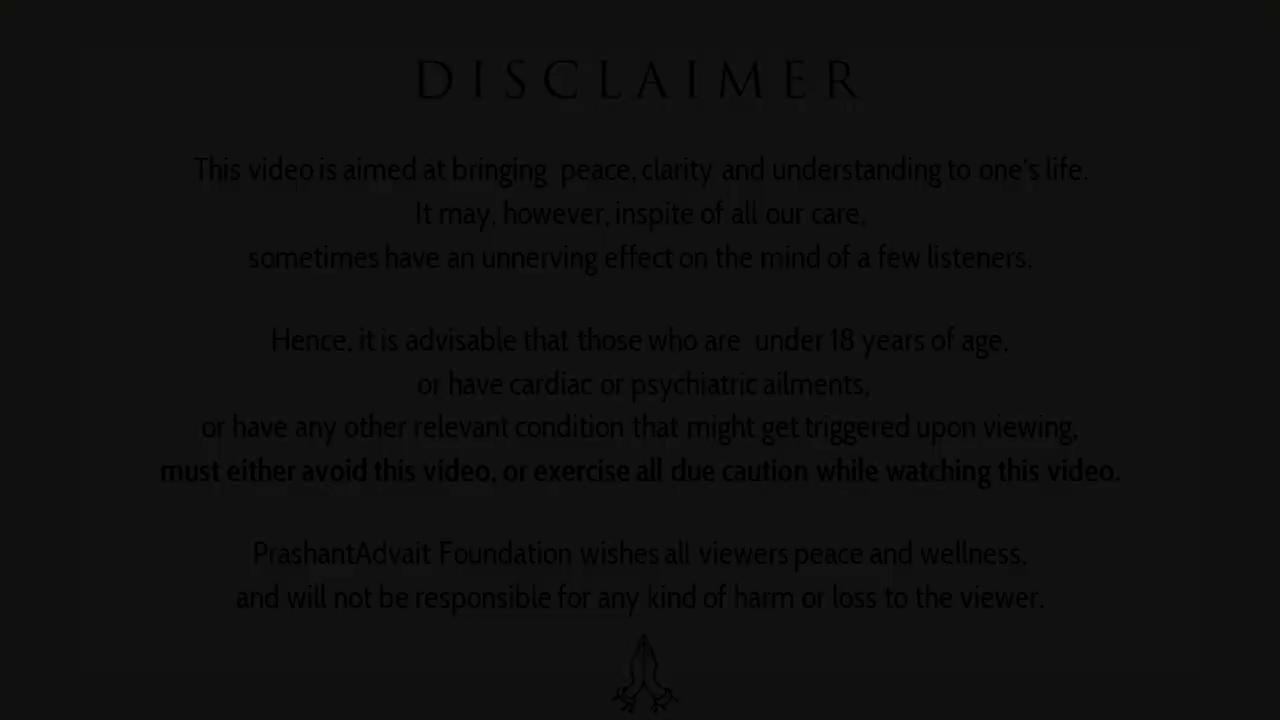 DISCLAIMER
This video is aimed at bringing peace, clarity and understanding to one's life.
It may, however, inspite of all our care,
sometimes have an unnerving effect on the mind of a few listeners.
Hence, it is advisable that those who are under 18 years of age,
or have cardiac or psychiatric ailments,
or have any other relevant condition that might get triggered upon viewing,
must either avoid this video, or exercise all due caution while watching this video.
PrashantAdvait Foundation wishes all viewers peace and wellness,
and will not be responsible for any kind of harm or loss to the viewer.